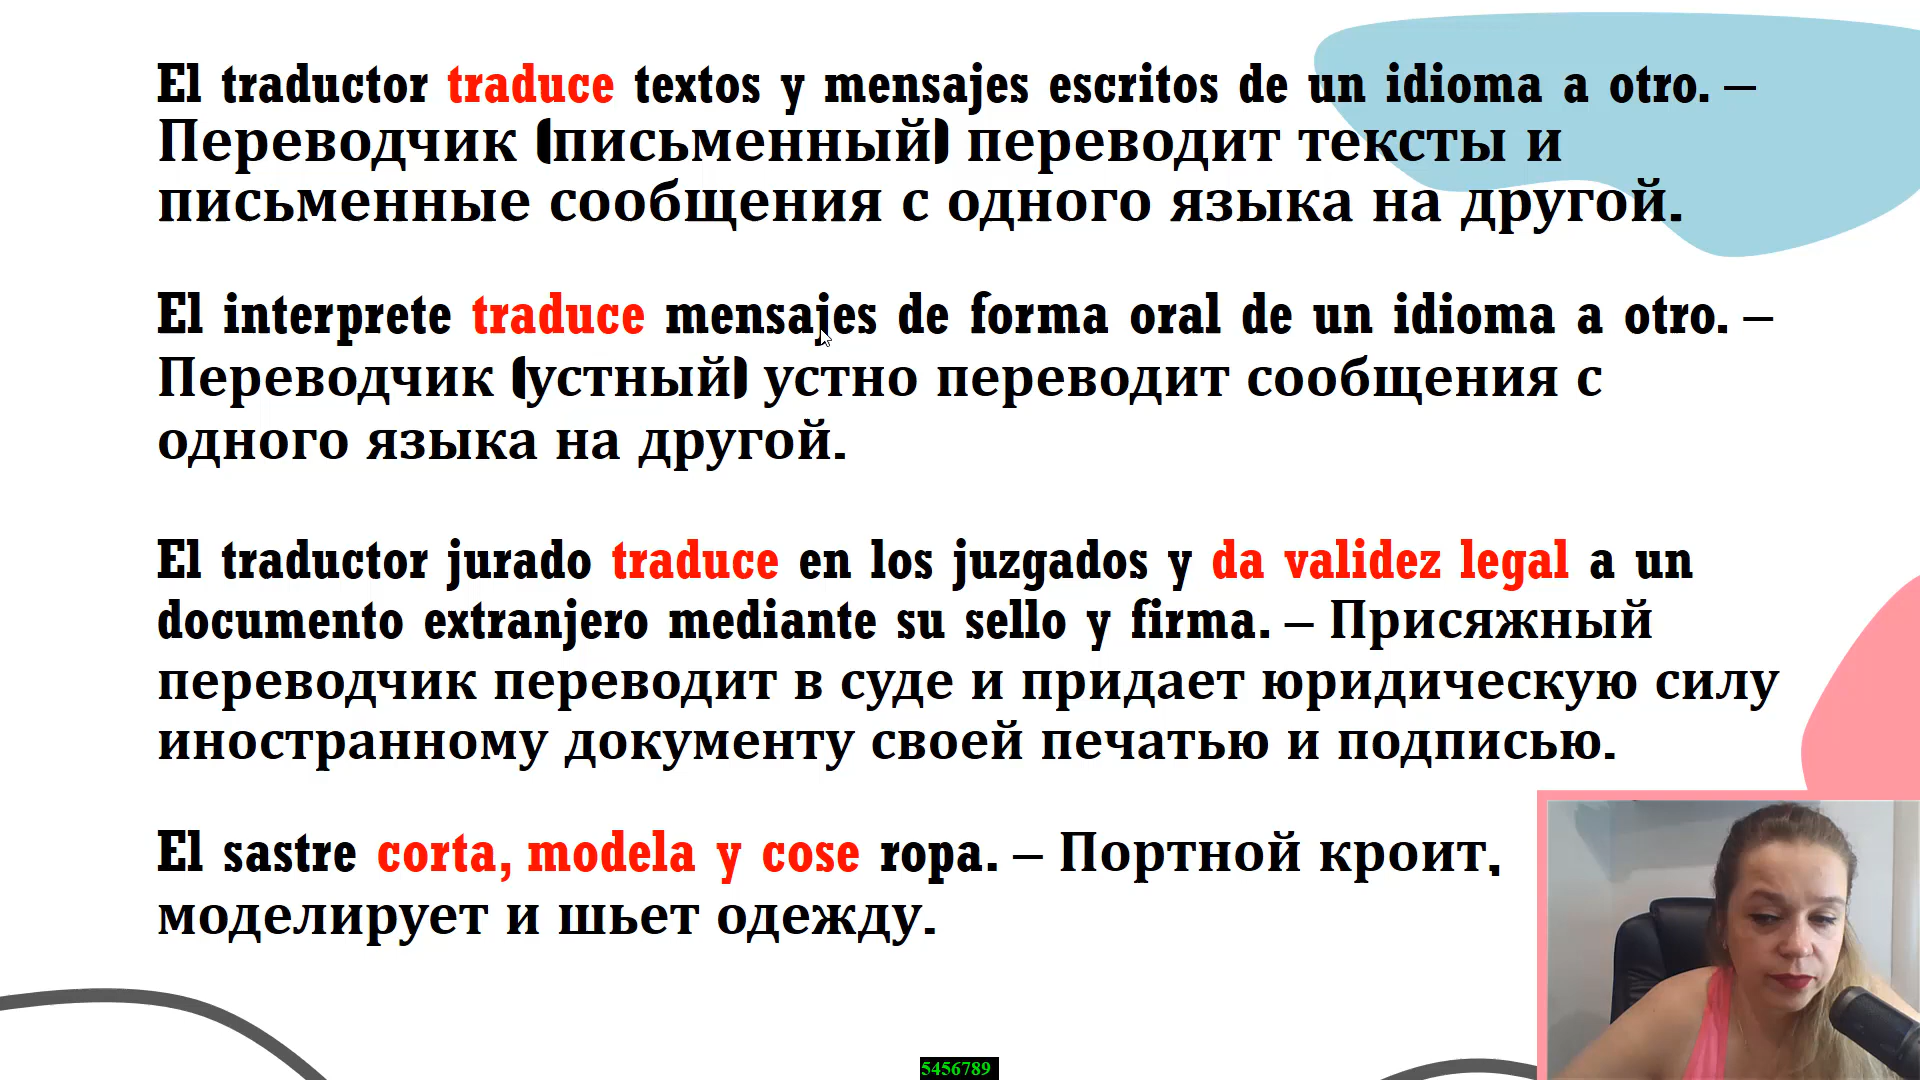 El traductor traduce textos y mensajes escritos de un idioma a otro. –
Переводчик (письменный) переводит тексты и
письменные сообщения с одного языка на другой.
El interprete traduce mensajes de forma oral de un idioma a otro. –
Переводчик (устный) устно переводит сообщения с
одного языка на другой.
El traductor jurado traduce en los juzgados y da validez legal a un
documento extranjero mediante su sello y firma. – Присяжный
переводчик переводит в суде и придает юридическую силу
иностранному документу своей печатью и подписью.
El sastre corta, modela y cose ropa. – Портной кроит,
моделирует и шьет одежду.
5456789